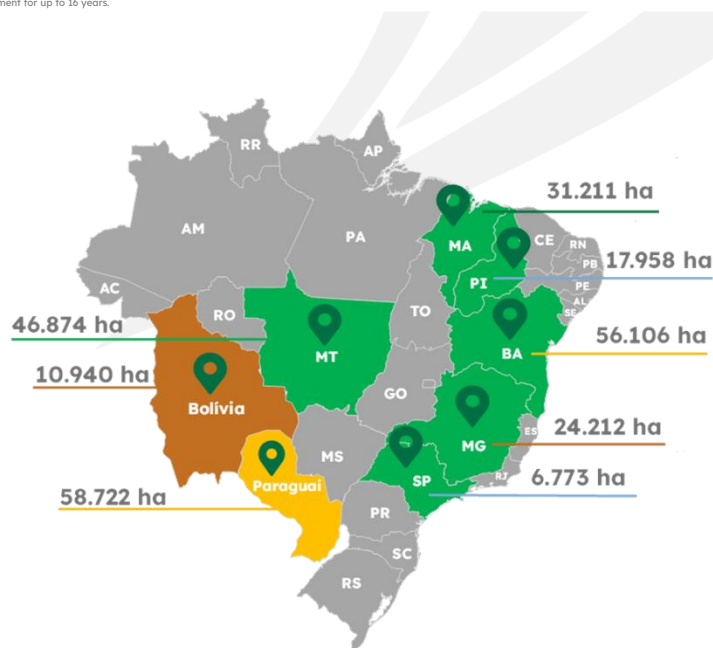 ment for up to 16 years.
RR
AP
31.211 ha
AM
PA
MA
CE
RN
PB
17.958 ha
PI
PE
AC
AL
SE
RO
TO
46.874 ha
56.106 ha
MT
BA
10.940 ha
GO
Bolívia
24.212 ha
ES
MG
MS
6.773 ha
RJ
SP
Paraguai
58.722 ha
PR
SC
RS